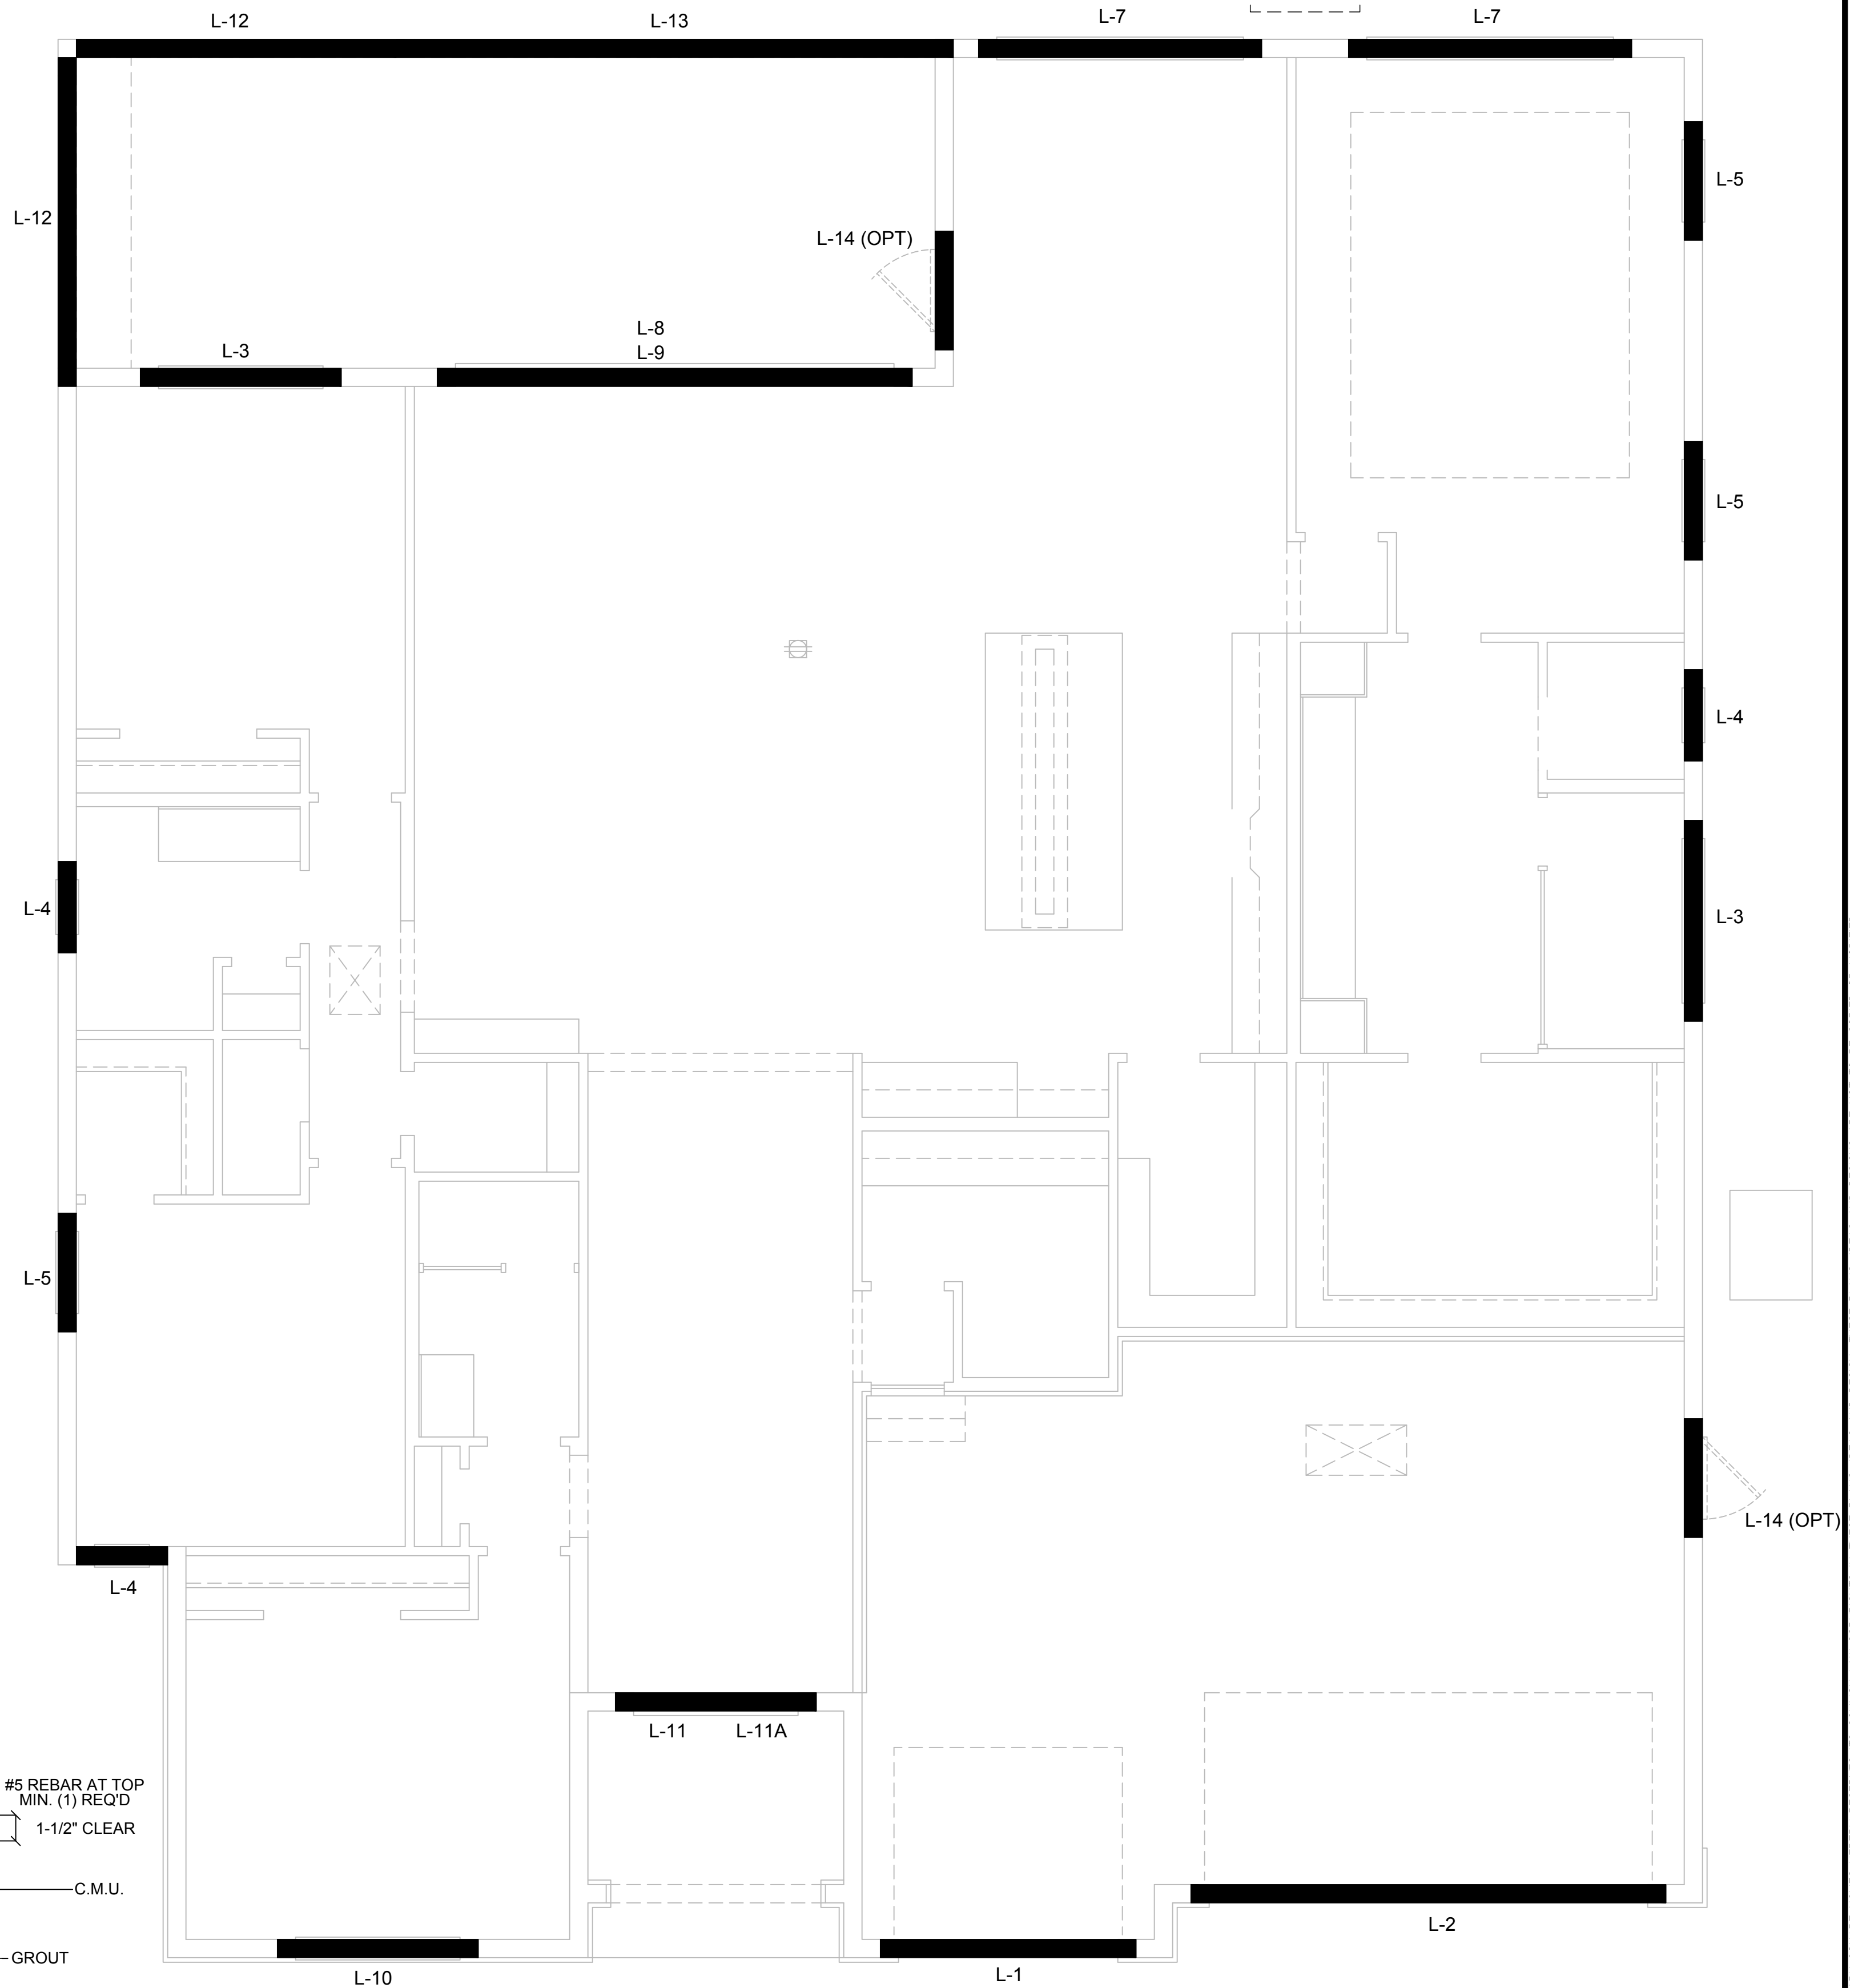 L-12
L-13
L-7
L-7
L-5
L-12
L-14 (OPT)
L-8
L-3
L-9
L-5
L-4
L-4
L-3
L-5
L-14 (OPT)
L-4
L-11
L-11A
#5 REBAR AT TOP
MIN. (1) REQ'D
1-1/2" CLEAR
C.M.U.
L-2
GROUT
L-10
L-1